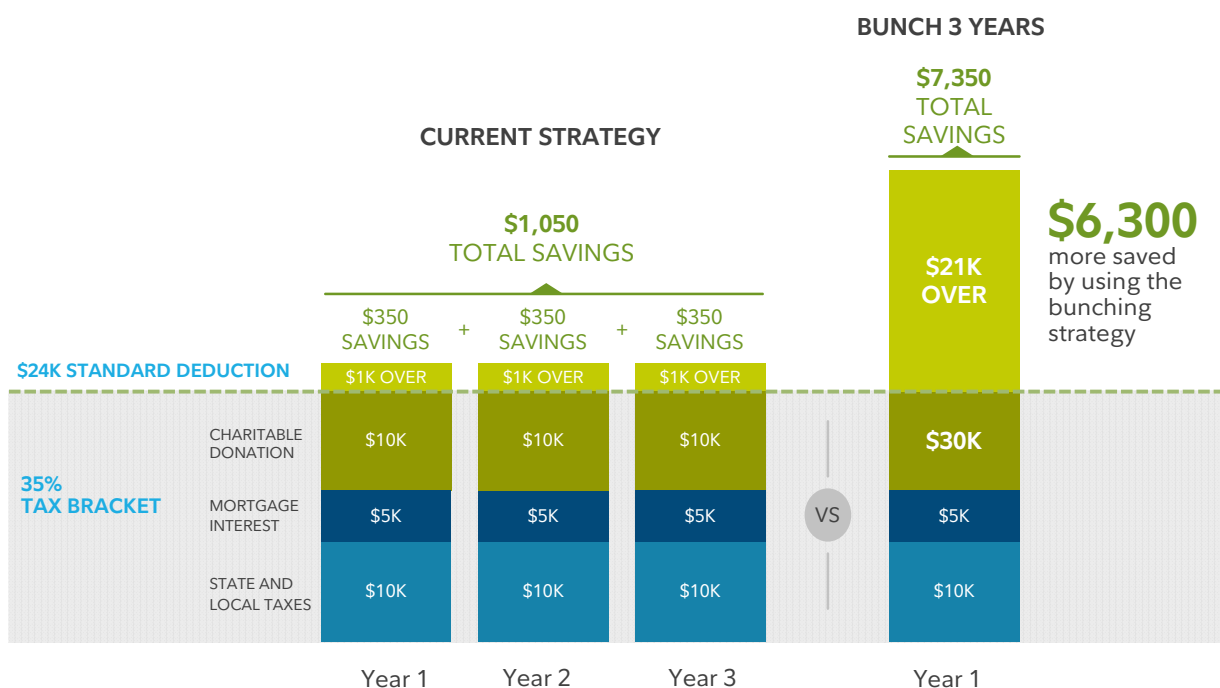 BUNCH 3 YEARS
$7,350
TOTAL
SAVINGS
CURRENT STRATEGY
$1,050
TOTAL SAVINGS
$21K
OVER
$6,300
more saved
by using the
bunching
strategy
$350
SAVINGS
+
$350
SAVINGS
+
$350
SAVINGS
$24K STANDARD DEDUCTION
$1K OVER
$1K OVER
$1K OVER
35%
TAX BRACKET
CHARITABLE
DONATION
$10K
$10K
$10K
$30K
MORTGAGE
INTEREST
$5K
$5K
$5K
VS
$5K
STATE AND
LOCAL TAXES
$10K
$10K
$10K
$10K
Year 1
Year 2
Year 3
Year 1